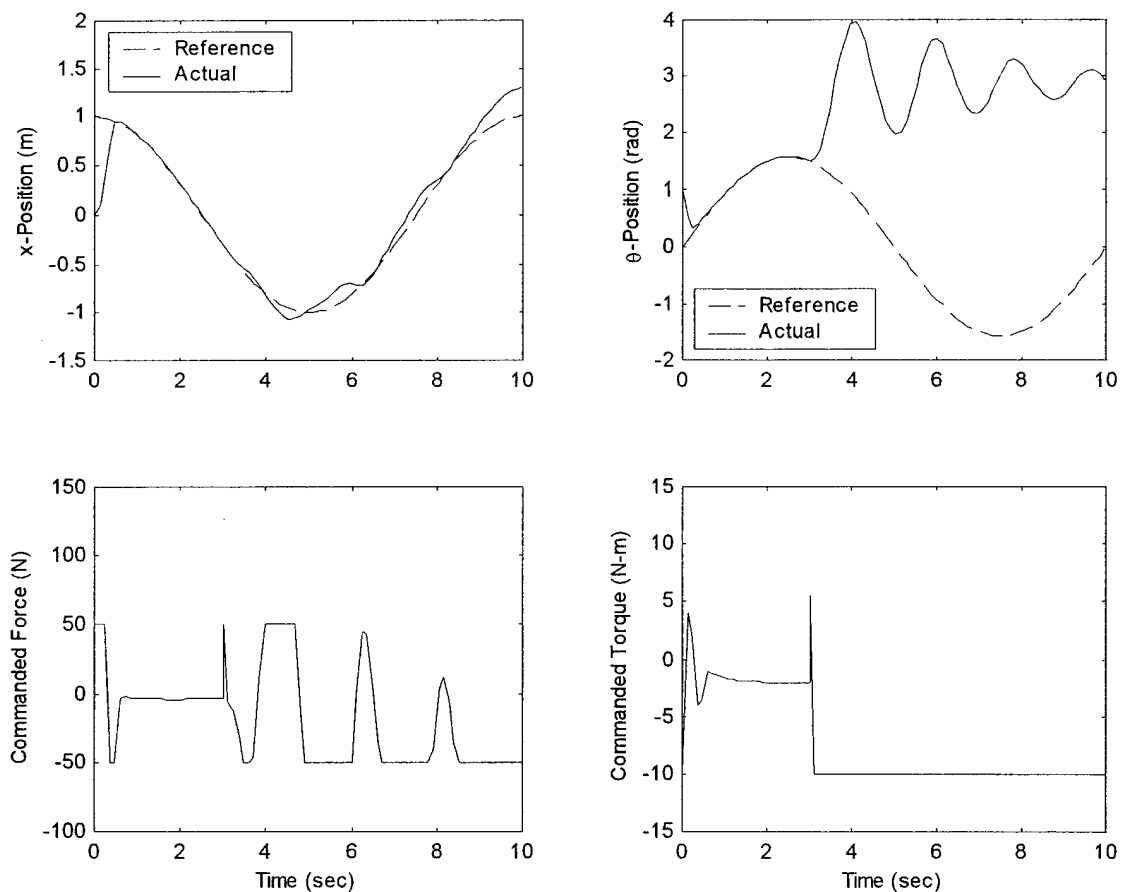 2
1.5
1
0.5
0
-0.5
-1
-1.5
x-Position (m)
Reference
Actual
0 2 4 6 8 10
4
3
2
1
0
-1
-2
θ-Position (rad)
Reference
Actual
0 2 4 6 8 10
150
100
50
0
-50
-100
Commanded Force (N)
0 2 4 6 8 10
Time (sec)
15
10
5
0
-5
-10
-15
Commanded Torque (N-m)
0 2 4 6 8 10
Time (sec)